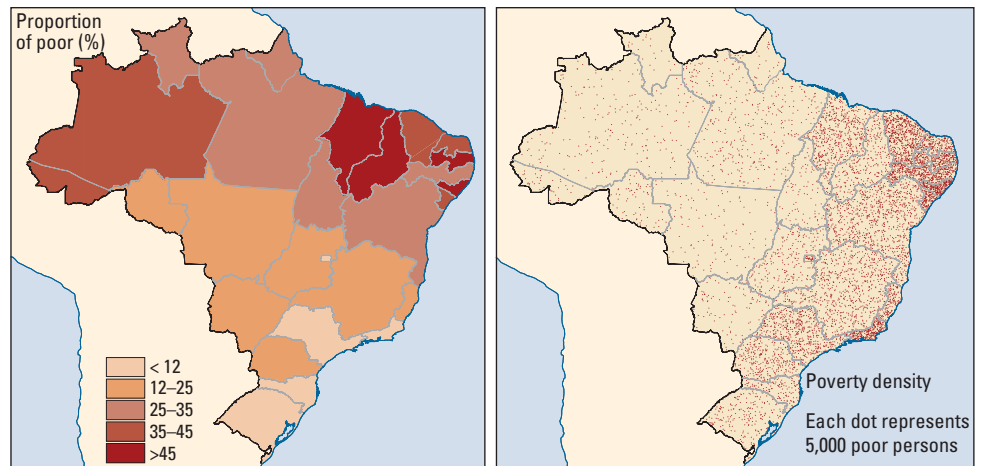 Proportion
of poor (%)
< 12
12–25
25–35
35–45
>45
Poverty density
Each dot represents
5,000 poor persons